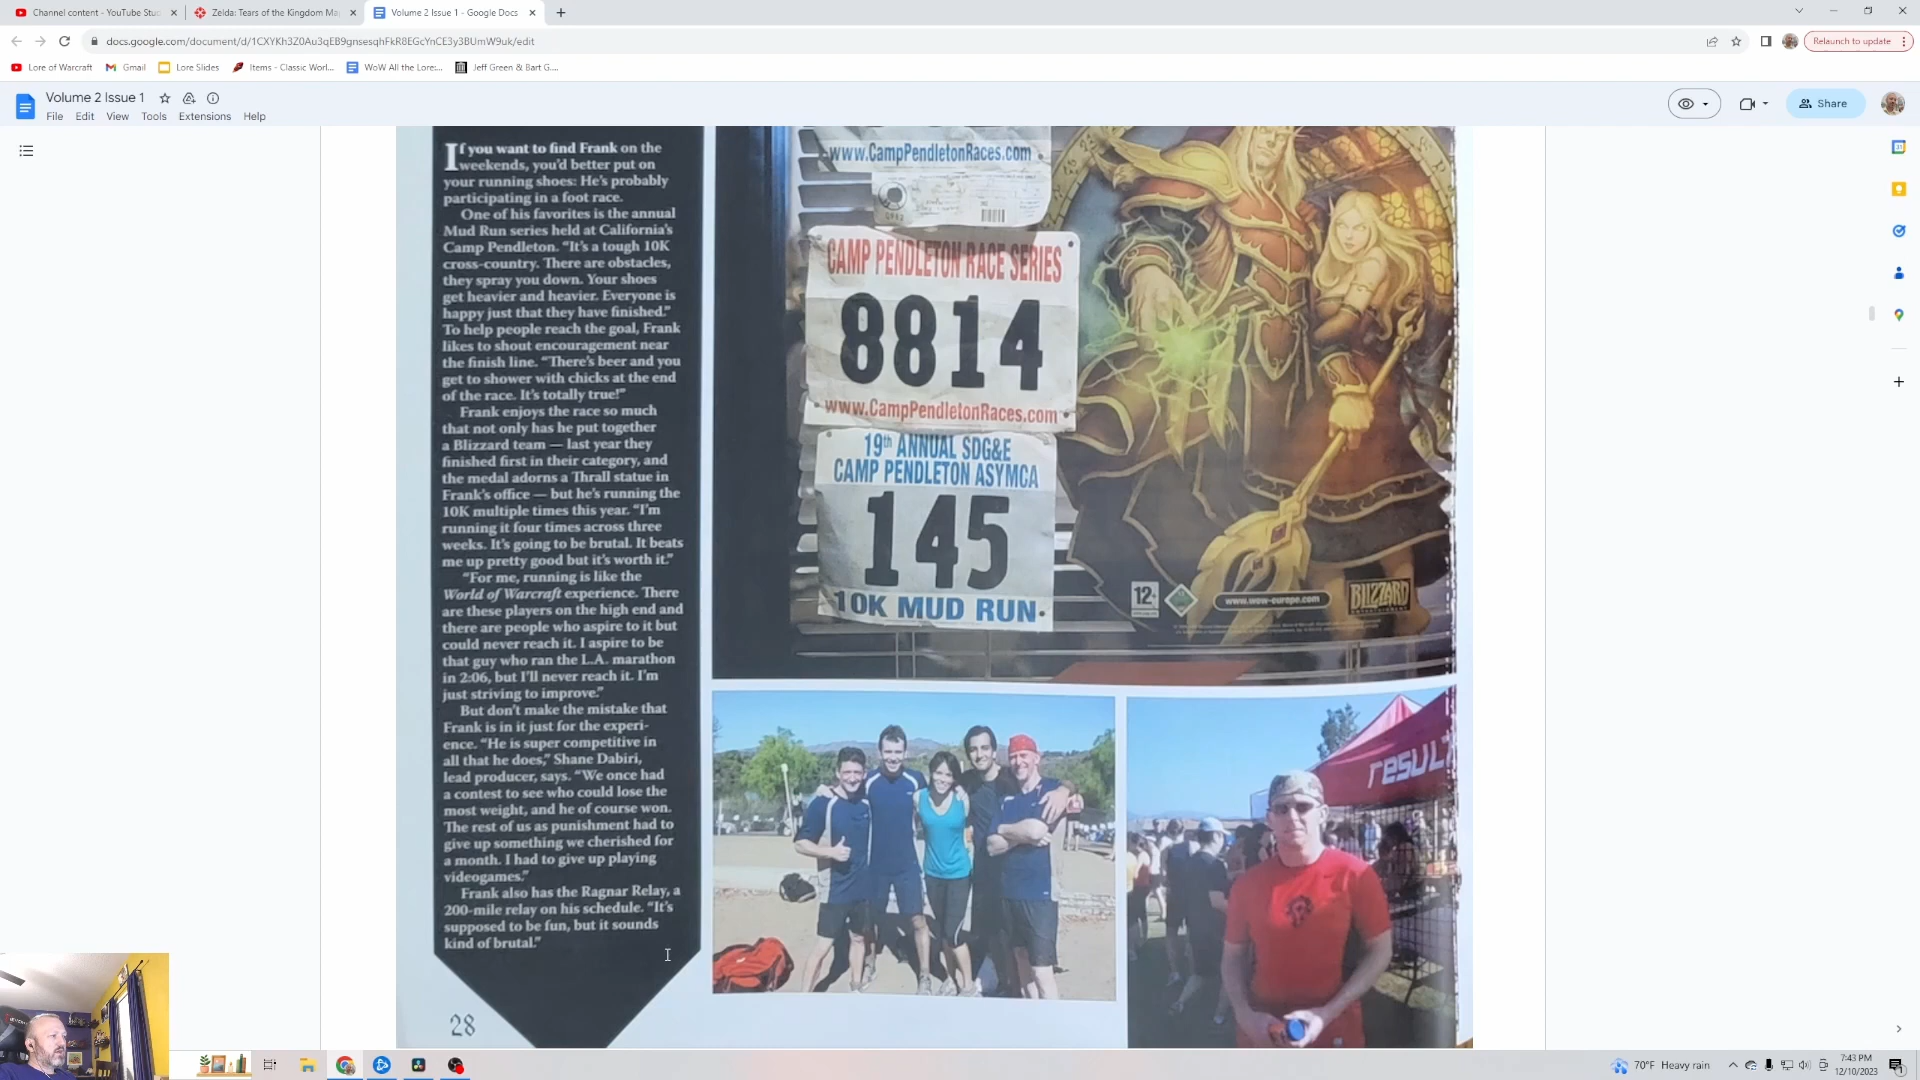 Channel content - YouTube Stu
Zelda: Tears of the Kingdom Ma
Volume 2 Issue 1 - Google Docs
docs.google.com/document/d/1CXYKh3Z0Au3qEB9gnsesqhFkR8EGcYnCE3y3BUmW9uk/edit
Relaunch to update
Lore of Warcraft
Gmail
Lore Slides
Items - Classic Worl...
WoW All the Lore:...
Jeff Green & Bart G....
Volume 2 Issue 1
Share
File Edit View Tools Extensions Help
If you want to find Frank on the
weekends, you'd better put on
your running shoes: He's probably
participating in a foot race.
One of his favorites is the annual
Mud Run series held at California's
Camp Pendleton. "It's a tough 10K
cross-country. There are obstacles,
they spray you down. Your shoes
get heavier and heavier. Everyone is
happy just that they have finished."
To help people reach the goal, Frank
likes to shout encouragement near
the finish line. "There's beer and you
get to shower with chicks at the end
of the race. It's totally true!"
Frank enjoys the race so much
that not only has he put together
a Blizzard team — last year they
finished first in their category, and
the medal adorns a Thrall statue in
Frank's office — but he's running the
10K multiple times this year. "I'm
running it four times across three
weeks. It's going to be brutal. It beats
me up pretty good but it's worth it."
"For me, running is like the
World of Warcraft experience. There
are these players on the high end and
there are people who aspire to it but
could never reach it. I aspire to be
that guy who ran the L.A. marathon
in 2:06, but I'll never reach it. I'm
just striving to improve."
But don't make the mistake that
Frank is in it just for the experi-
ence. "He is super competitive in
all that he does," Shane Dabiri,
lead producer, says. "We once had
a contest to see who could lose the
most weight, and he of course won.
The rest of us as punishment had to
give up something we cherished for
a month. I had to give up playing
videogames."
Frank also has the Ragnar Relay, a
200-mile relay on his schedule. "It's
supposed to be fun, but it sounds
kind of brutal."
28
www.CampPendletonRaces.com
CAMP PENDLETON RACE SERIES
8814
www.CampPendletonRaces.com
19th ANNUAL SDG&E
CAMP PENDLETON ASYMCA
145
10K MUD RUN
12+
www.wow-europe.com
BLIZZARD
result
70°F Heavy rain
7:43 PM
12/10/2023